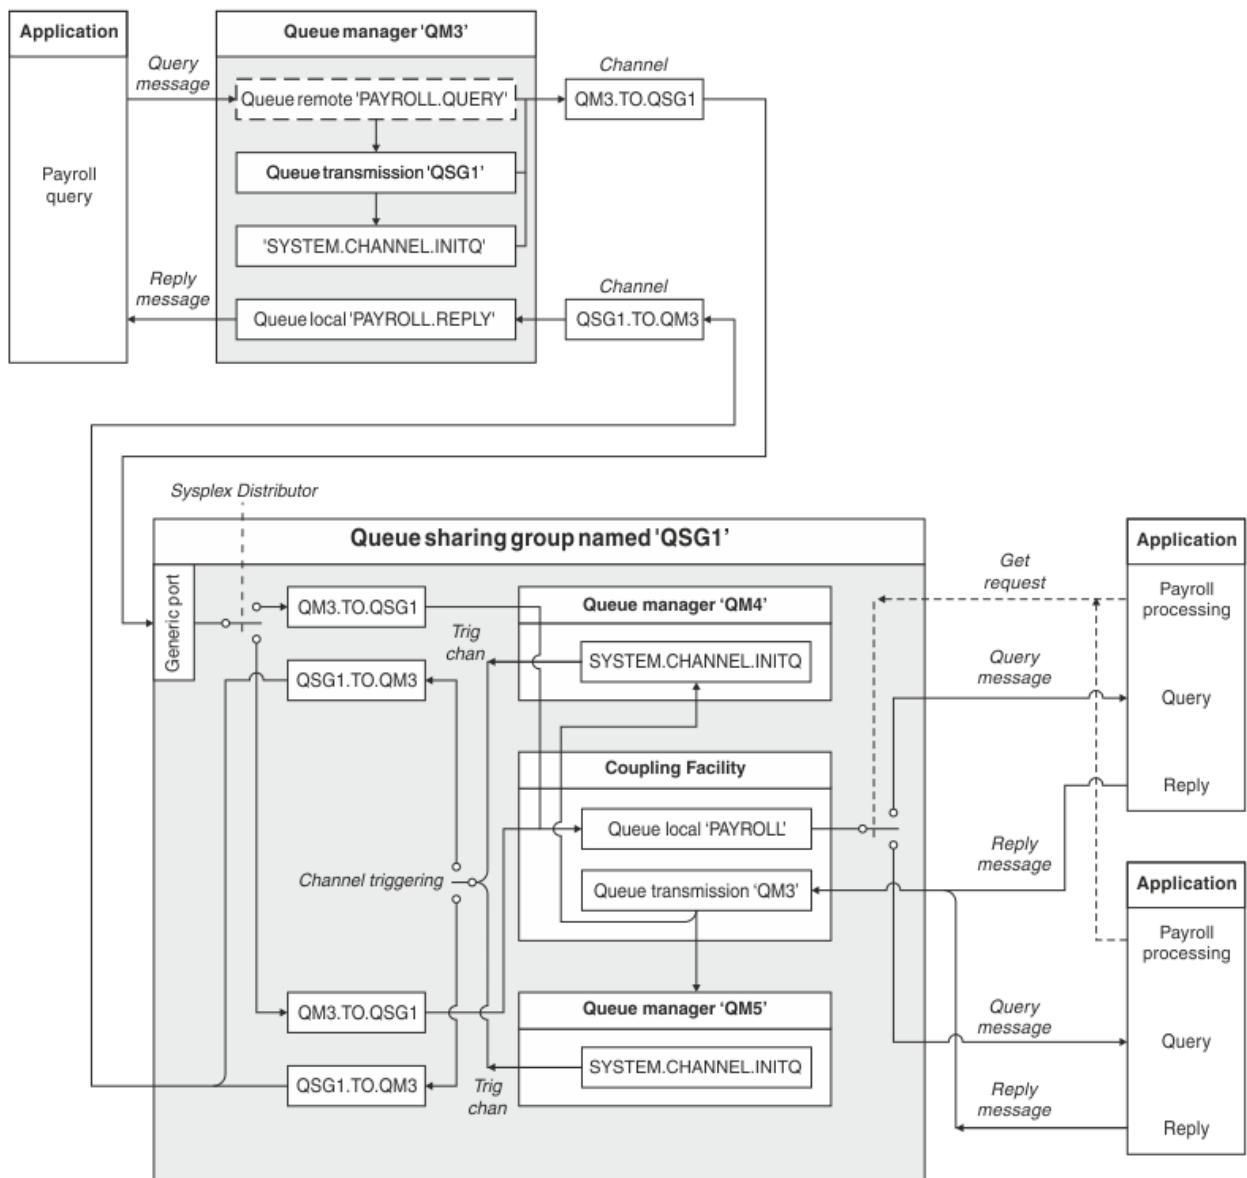 Application
Queue manager 'QM3'
Query
message
Channel
Queue remote 'PAYROLL.QUERY'
QM3.TO.QSG1
Payroll
query
Queue transmission 'QSG1'
'SYSTEM.CHANNEL.INITQ'
Reply
message
Channel
Queue local 'PAYROLL.REPLY'
QSG1.TO.QM3
Sysplex Distributor
Queue sharing group named 'QSG1'
Generic port
QM3.TO.QSG1
QSG1.TO.QM3
Trig
chan
Queue manager 'QM4'
SYSTEM.CHANNEL.INITQ
Coupling Facility
Queue local 'PAYROLL'
Queue transmission 'QM3'
Channel triggering
QM3.TO.QSG1
QSG1.TO.QM3
Trig
chan
Queue manager 'QM5'
SYSTEM.CHANNEL.INITQ
Get
request
Query
message
Reply
message
Application
Payroll
processing
Query
Reply
Query
message
Reply
message
Application
Payroll
processing
Query
Reply